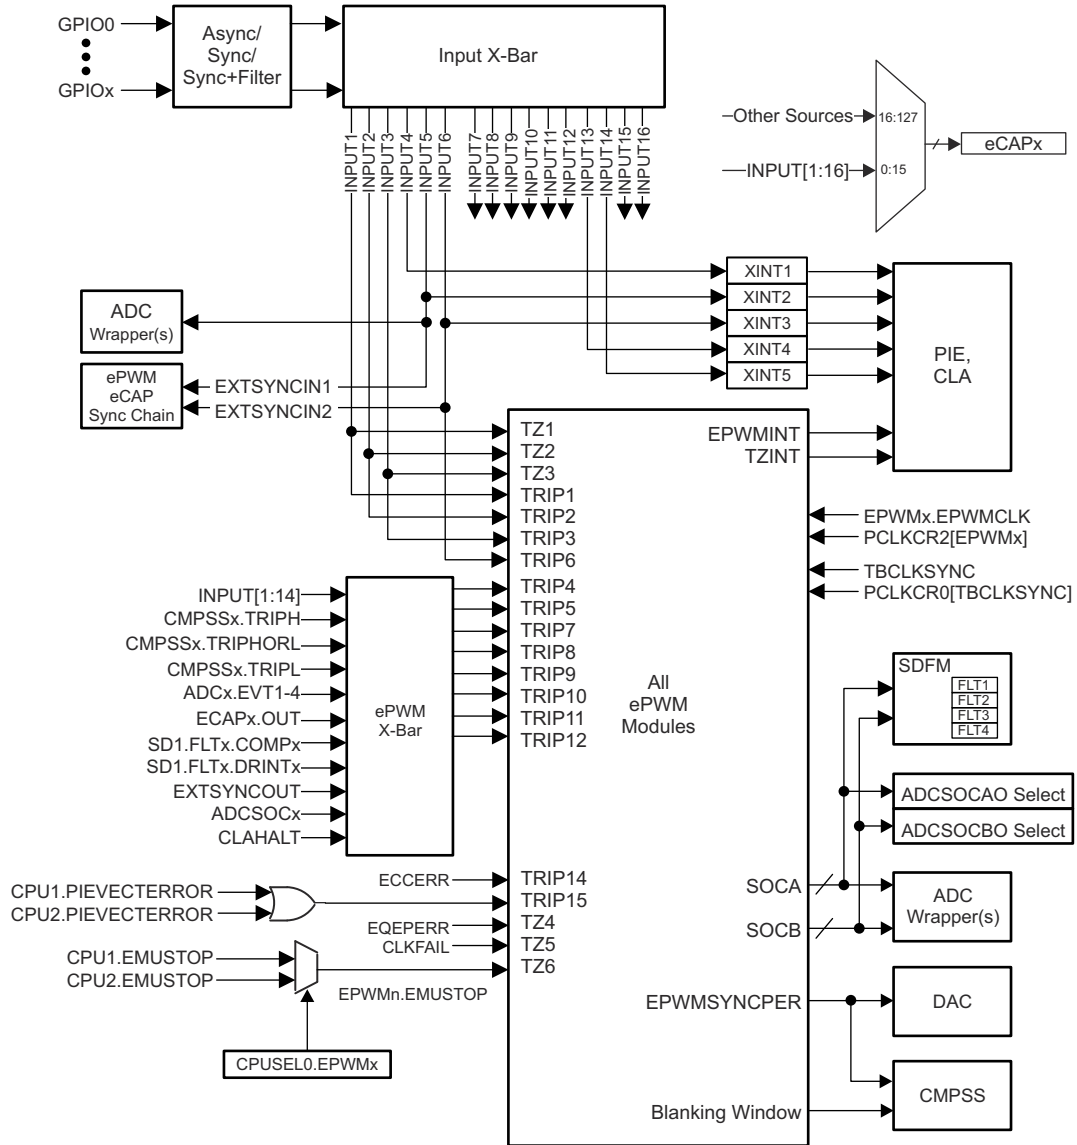 GPIO0
GPIOx
Async/
Sync/
Sync+Filter
Input X-Bar
INPUT1
INPUT2
INPUT3
INPUT4
INPUT5
INPUT6
INPUT7
INPUT8
INPUT9
INPUT10
INPUT11
INPUT12
INPUT13
INPUT14
INPUT15
INPUT16
Other Sources
16:127
INPUT[1:16]
0:15
eCAPx
XINT1
XINT2
XINT3
XINT4
XINT5
PIE,
CLA
ADC
Wrapper(s)
ePWM
eCAP
Sync Chain
EXTSYNCIN1
EXTSYNCIN2
TZ1
TZ2
TZ3
TRIP1
TRIP2
TRIP3
TRIP6
TRIP4
TRIP5
TRIP7
TRIP8
TRIP9
TRIP10
TRIP11
TRIP12
TRIP14
TRIP15
TZ4
TZ5
TZ6
EPWMINT
TZINT
EPWMx.EPWMCLK
PCLKCR2[EPWMx]
TBCLKSYNC
PCLKCR0[TBCLKSYNC]
INPUT[1:14]
CMPSSx.TRIPH
CMPSSx.TRIPHORL
CMPSSx.TRIPL
ADCx.EVT1-4
ECAPx.OUT
SD1.FLTx.COMPx
SD1.FLTx.DRINTx
EXTSYNCOUT
ADCSOCx
CLAHALT
ePWM
X-Bar
All
ePWM
Modules
SDFM
FLT1
FLT2
FLT3
FLT4
ADCSOCAO Select
ADCSOCBO Select
SOCA
SOCB
ADC
Wrapper(s)
CPU1.PIEVECTERROR
CPU2.PIEVECTERROR
ECCERR
EQEPERR
CLKFAIL
CPU1.EMUSTOP
CPU2.EMUSTOP
EPWMn.EMUSTOP
CPUSEL0.EPWMx
EPWMSYNCPER
DAC
CMPSS
Blanking Window